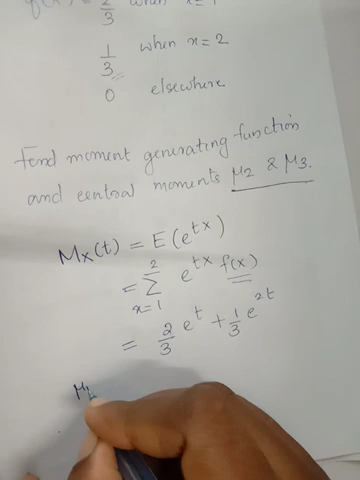 f(x) = 2/3 when x = 1
1/3 when x = 2
0 elsewhere
Find moment generating function
and central moments μ2 & μ3.
Mx(t) = E(e^tx)
= Σ_{x=1}^{2} e^tx f(x)
= 2/3 e^t + 1/3 e^2t